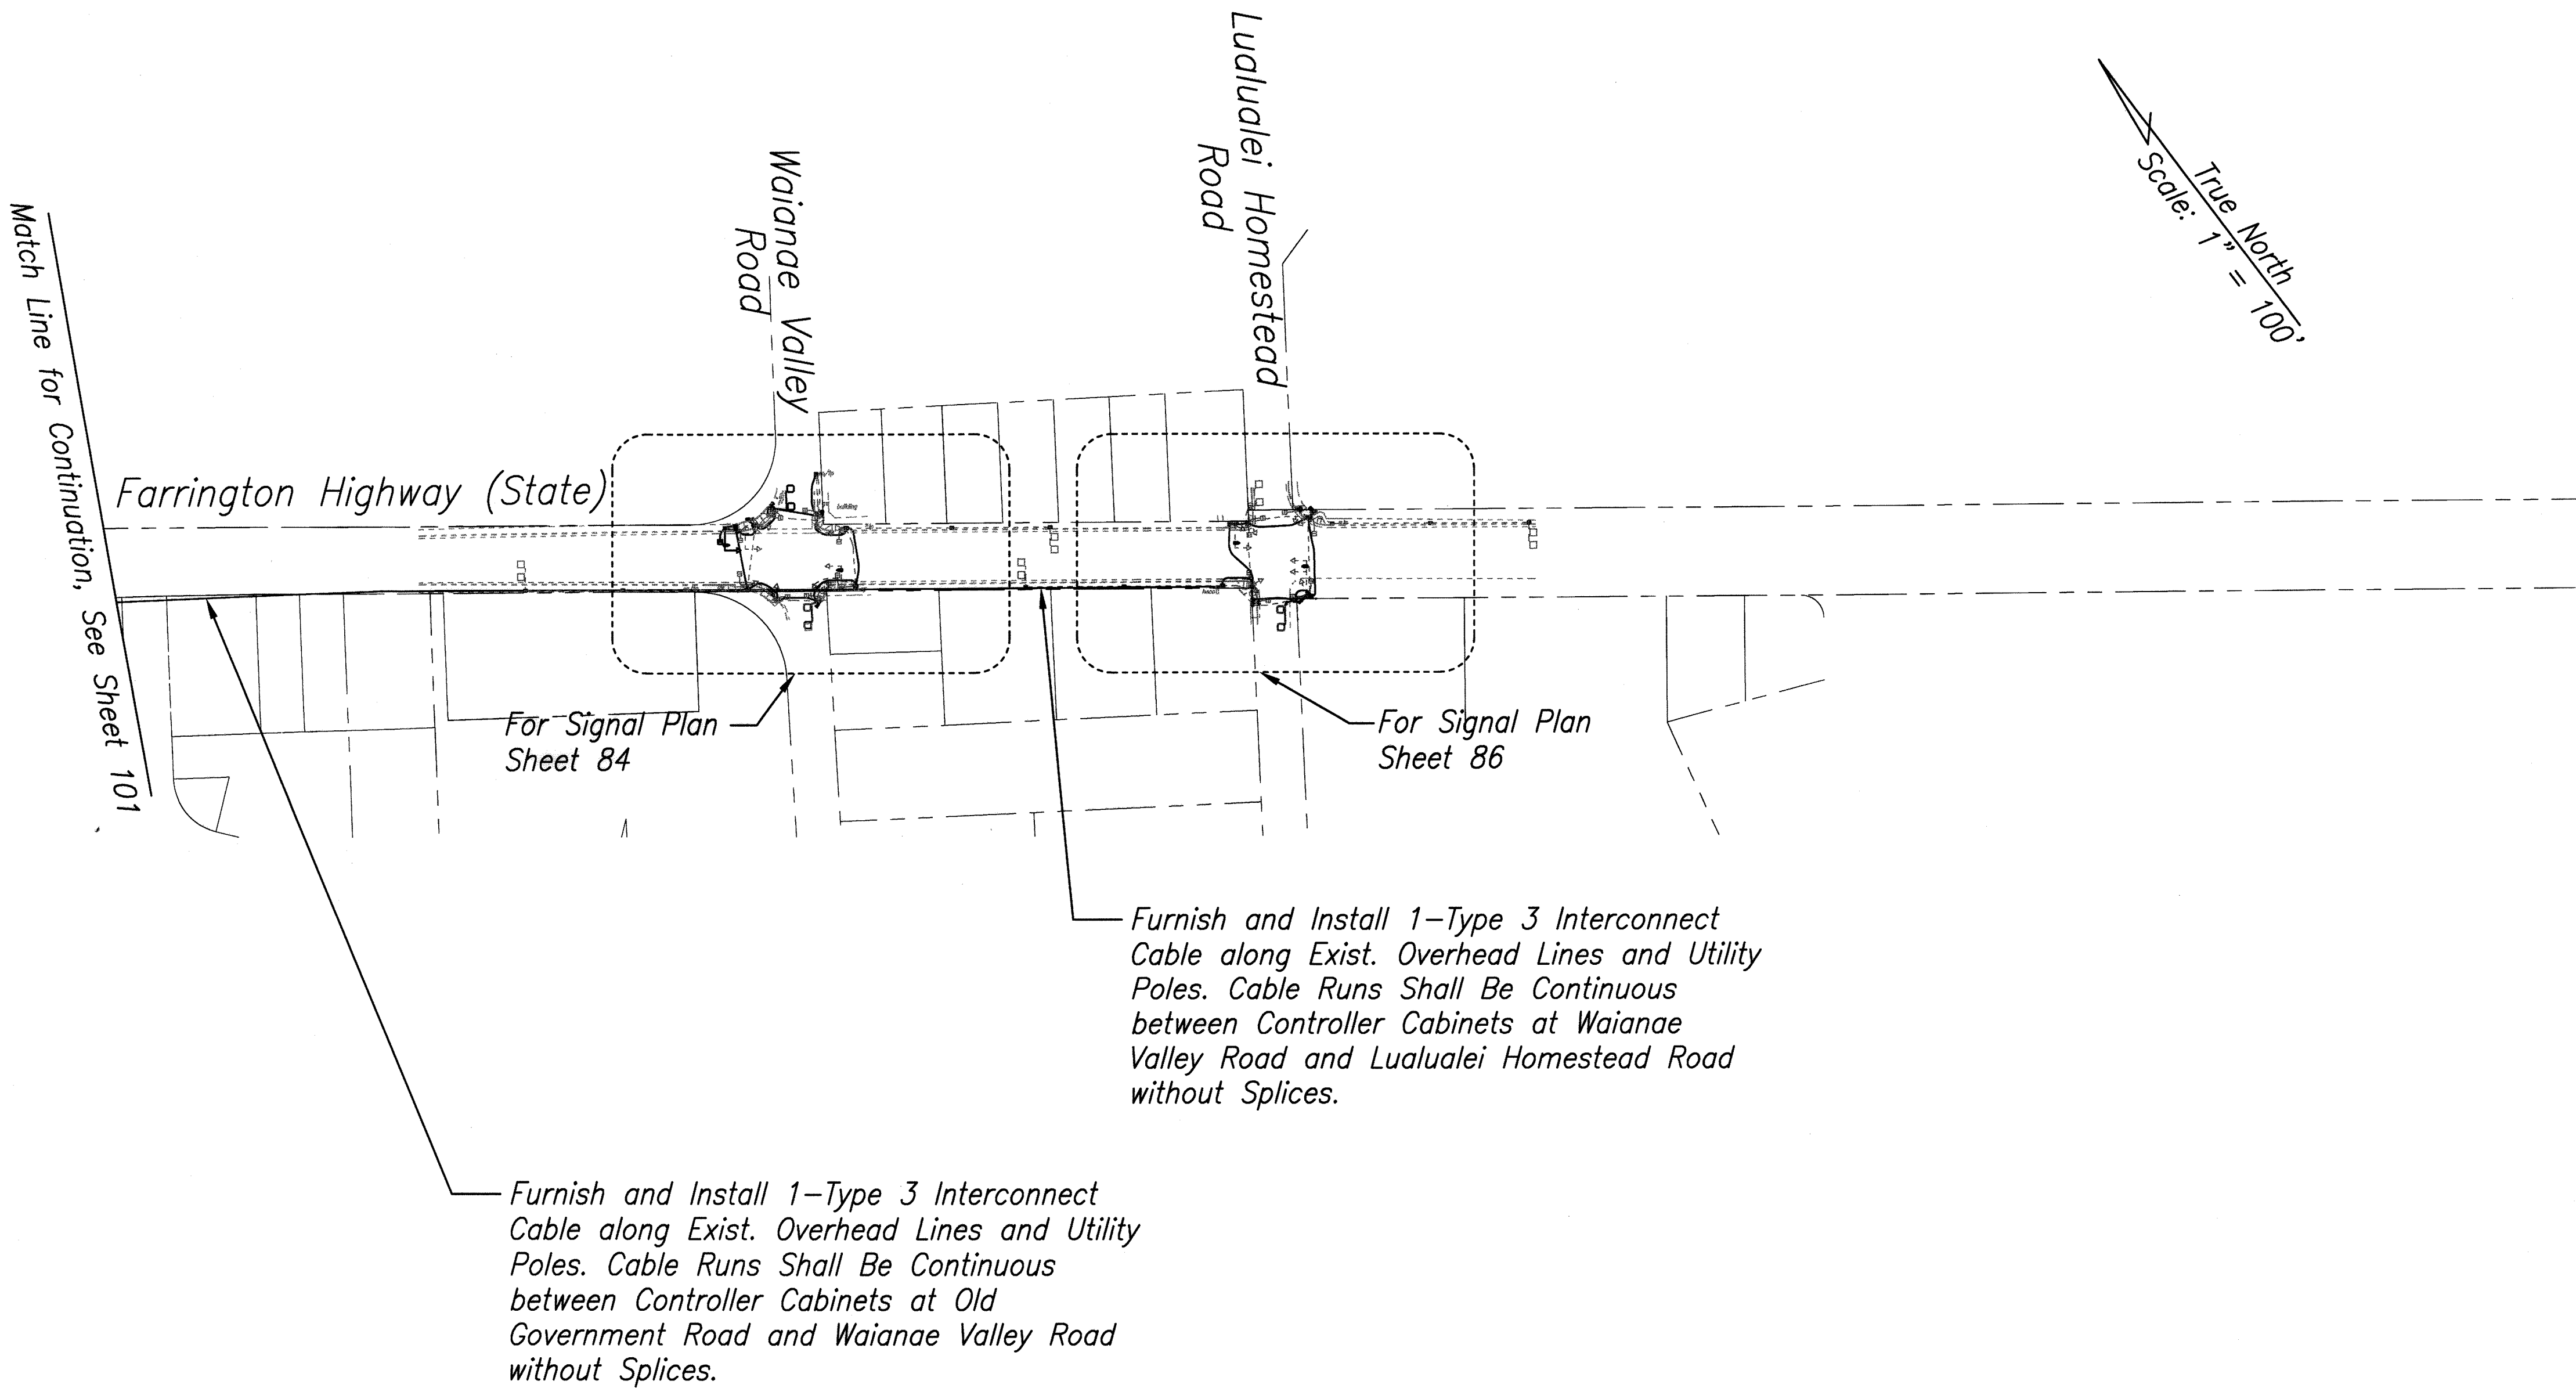 Lualualei Homestead
Road
Waianae Valley
Road
True North
Scale: 1" = 100'
Match Line for Continuation, See Sheet 101
Farrington Highway (State)
building
For Signal Plan
Sheet 84
For Signal Plan
Sheet 86
Furnish and Install 1-Type 3 Interconnect
Cable along Exist. Overhead Lines and Utility
Poles. Cable Runs Shall Be Continuous
between Controller Cabinets at Waianae
Valley Road and Lualualei Homestead Road
without Splices.
Furnish and Install 1-Type 3 Interconnect
Cable along Exist. Overhead Lines and Utility
Poles. Cable Runs Shall Be Continuous
between Controller Cabinets at Old
Government Road and Waianae Valley Road
without Splices.